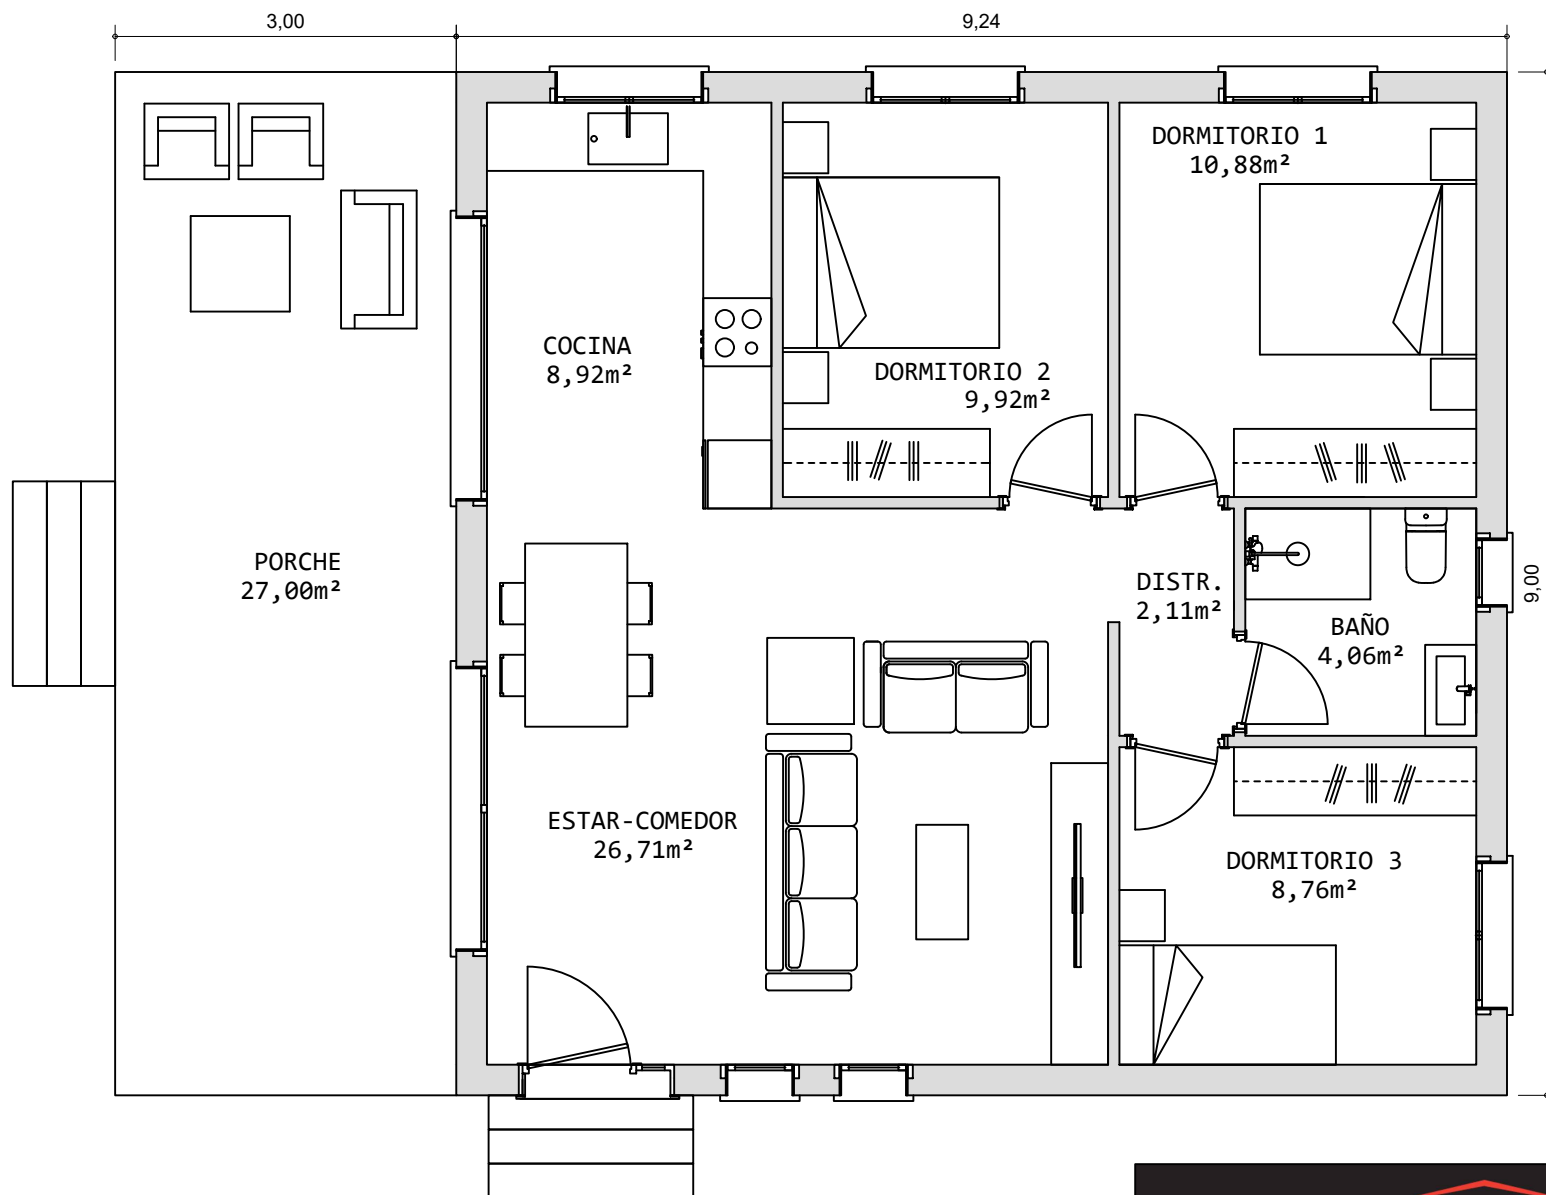 3,00
9,24
DORMITORIO 1
10,88m²
COCINA
8,92m²
DORMITORIO 2
9,92m²
PORCHE
27,00m²
DISTR.
2,11m²
9,00
BAÑO
4,06m²
ESTAR-COMEDOR
26,71m²
DORMITORIO 3
8,76m²